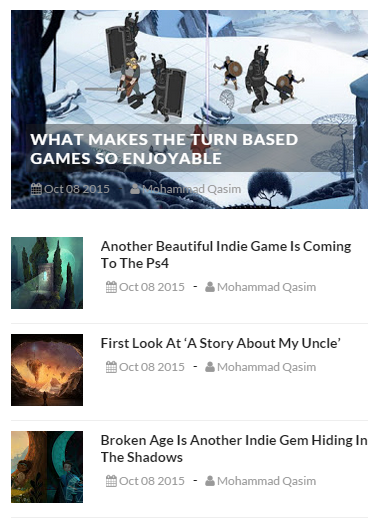 WHAT MAKES THE TURN BASED
GAMES SO ENJOYABLE
Oct 08 2015 Mohammad Qasim
Another Beautiful Indie Game Is Coming
To The Ps4
Oct 08 2015 - Mohammad Qasim
First Look At ‘A Story About My Uncle’
Oct 08 2015 - Mohammad Qasim
Broken Age Is Another Indie Gem Hiding In
The Shadows
Oct 08 2015 - Mohammad Qasim